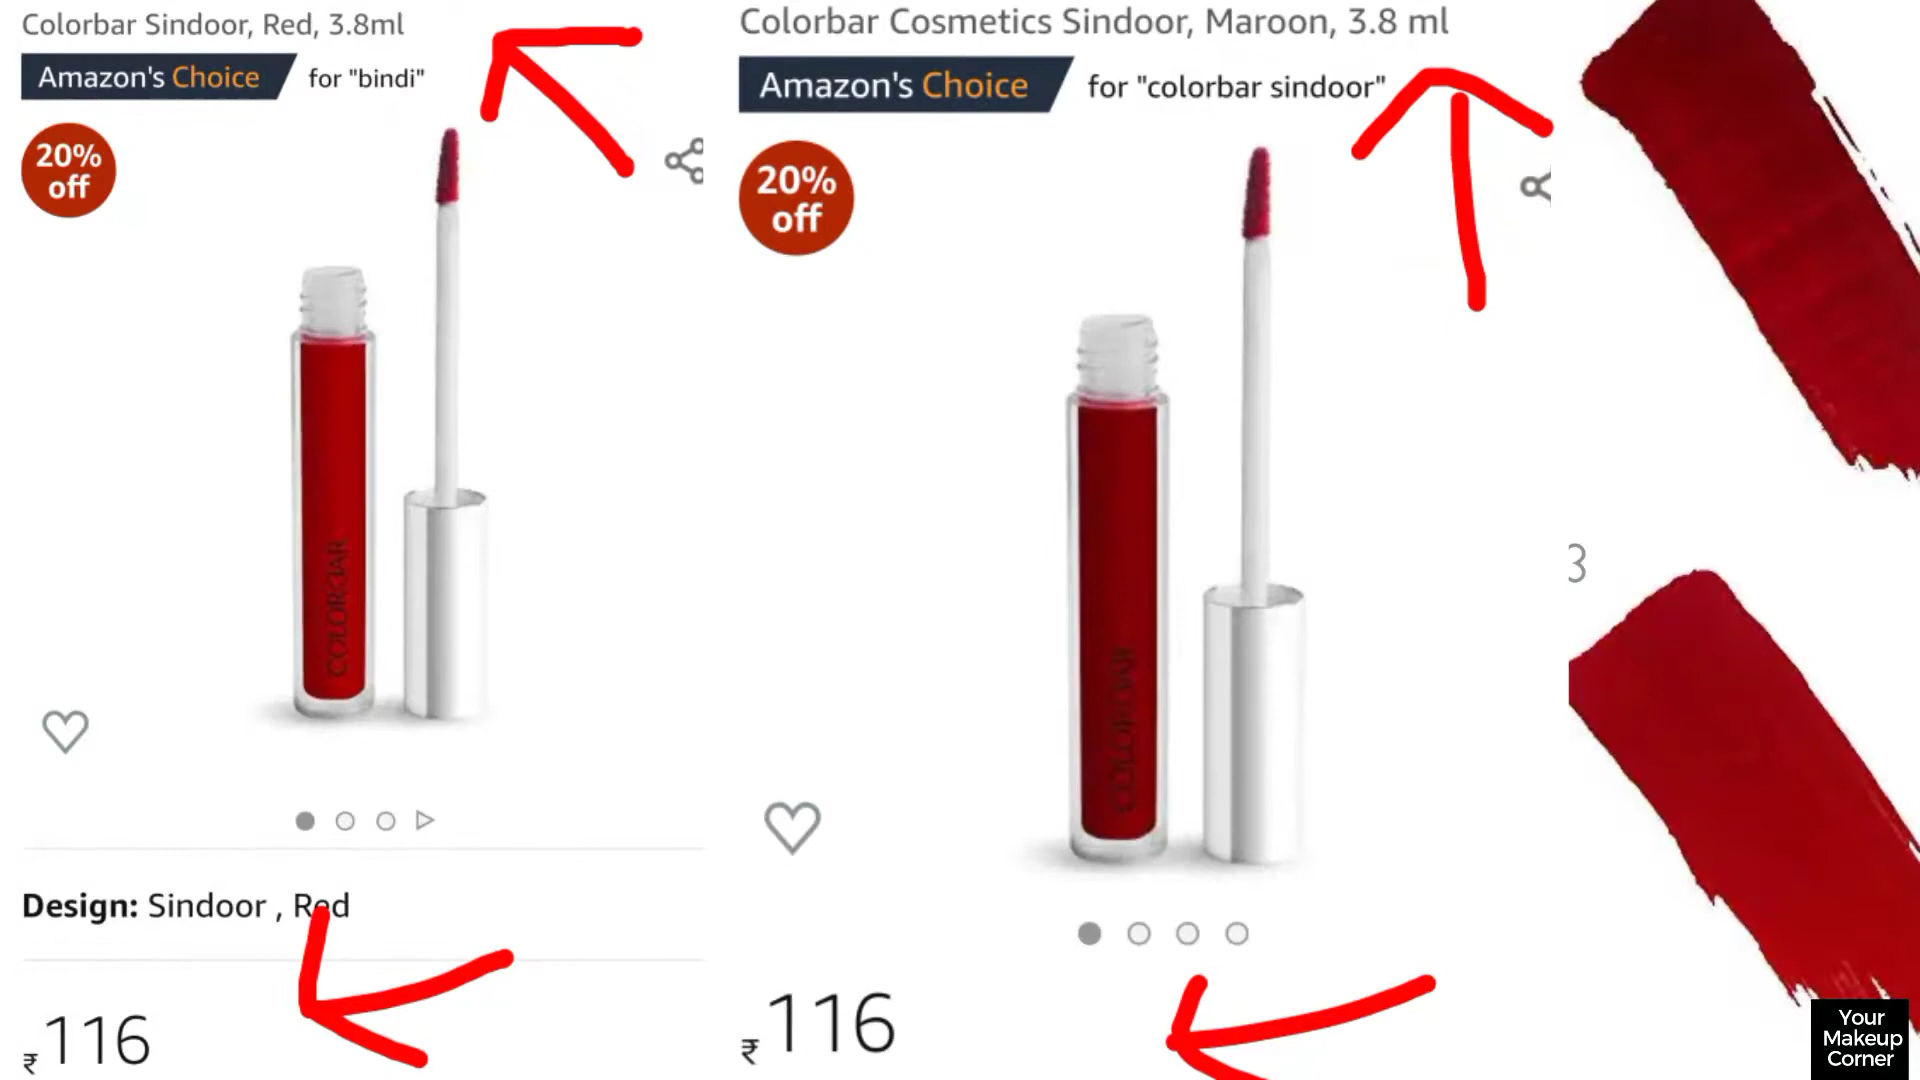 Colorbar Sindoor, Red, 3.8ml
Amazon's Choice for "bindi"
20%
off
COLORBAR
Design: Sindoor , Red
₹116
Colorbar Cosmetics Sindoor, Maroon, 3.8 ml
Amazon's Choice for "colorbar sindoor"
20%
off
COLORBAR
₹116
3
Your
Makeup
Corner